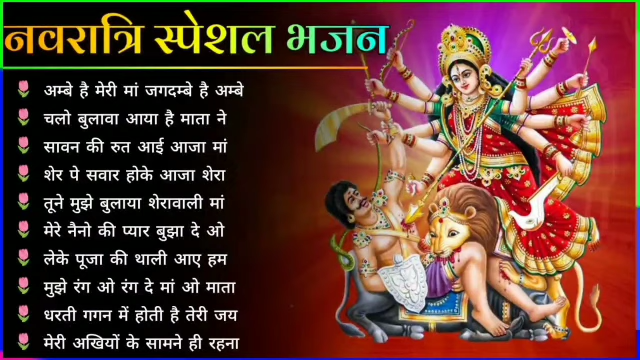 नवरात्रि स्पेशल भजन
अम्बे है मेरी मां जगदम्बे है अम्बे
चलो बुलावा आया है माता ने
सावन की रुत आई आजा मां
शेर पे सवार होके आजा शेरा
तूने मुझे बुलाया शेरावाली मां
मेरे नैनो की प्यार बुझा दे ओ
लेके पूजा की थाली आए हम
मुझे रंग ओ रंग दे मां ओ माता
धरती गगन में होती है तेरी जय
मेरी अखियों के सामने ही रहना